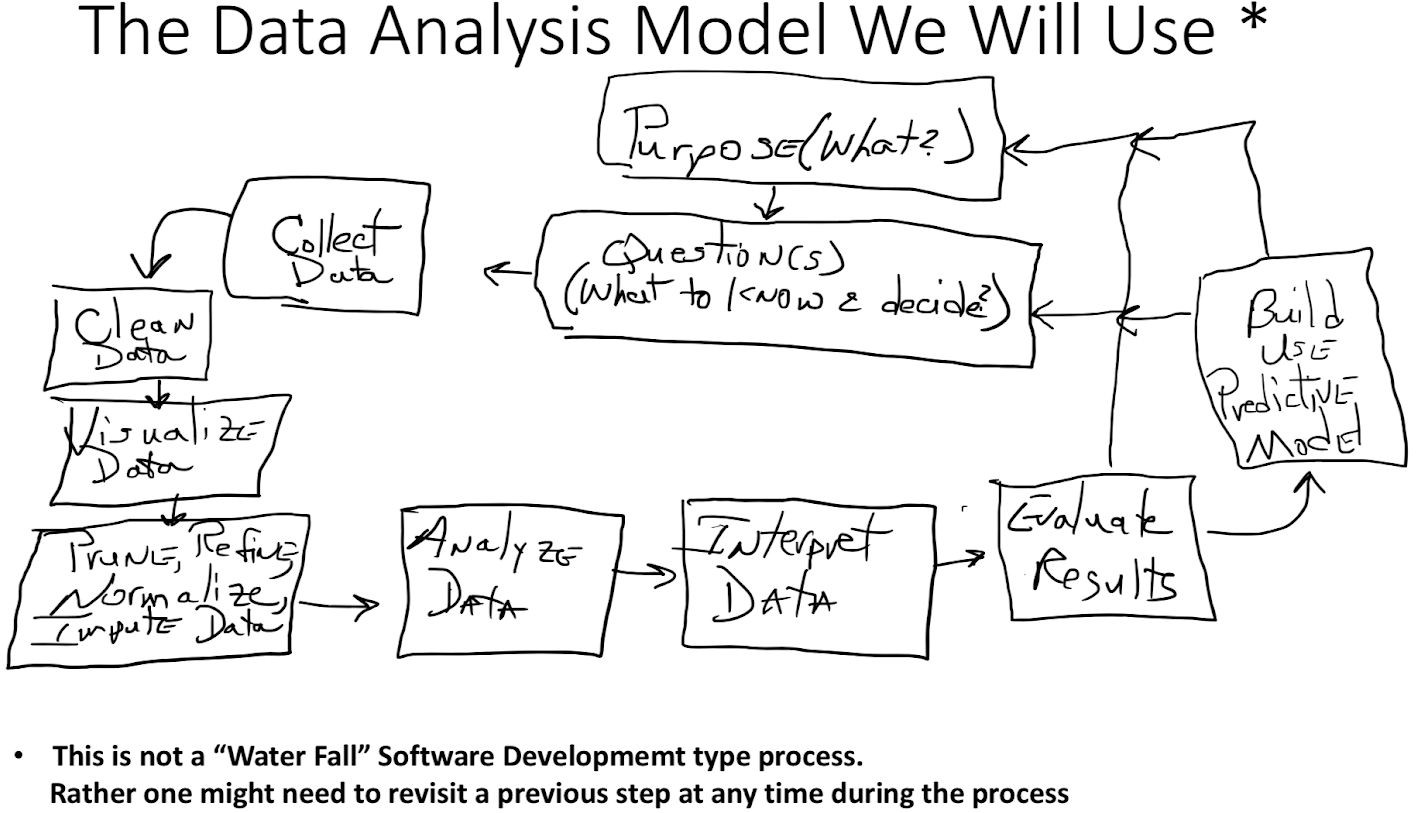 The Data Analysis Model We Will Use *
Purpose (What?)
Question(s)
(What to Know & decide?)
Collect
Data
Clean
Data
Visualize
Data
Prune, Refine,
Normalize,
Impute Data
Analyze
Data
Interpret
Data
Evaluate
Results
Build
Use
Predictive
Model
• This is not a “Water Fall” Software Developmemt type process.
Rather one might need to revisit a previous step at any time during the process